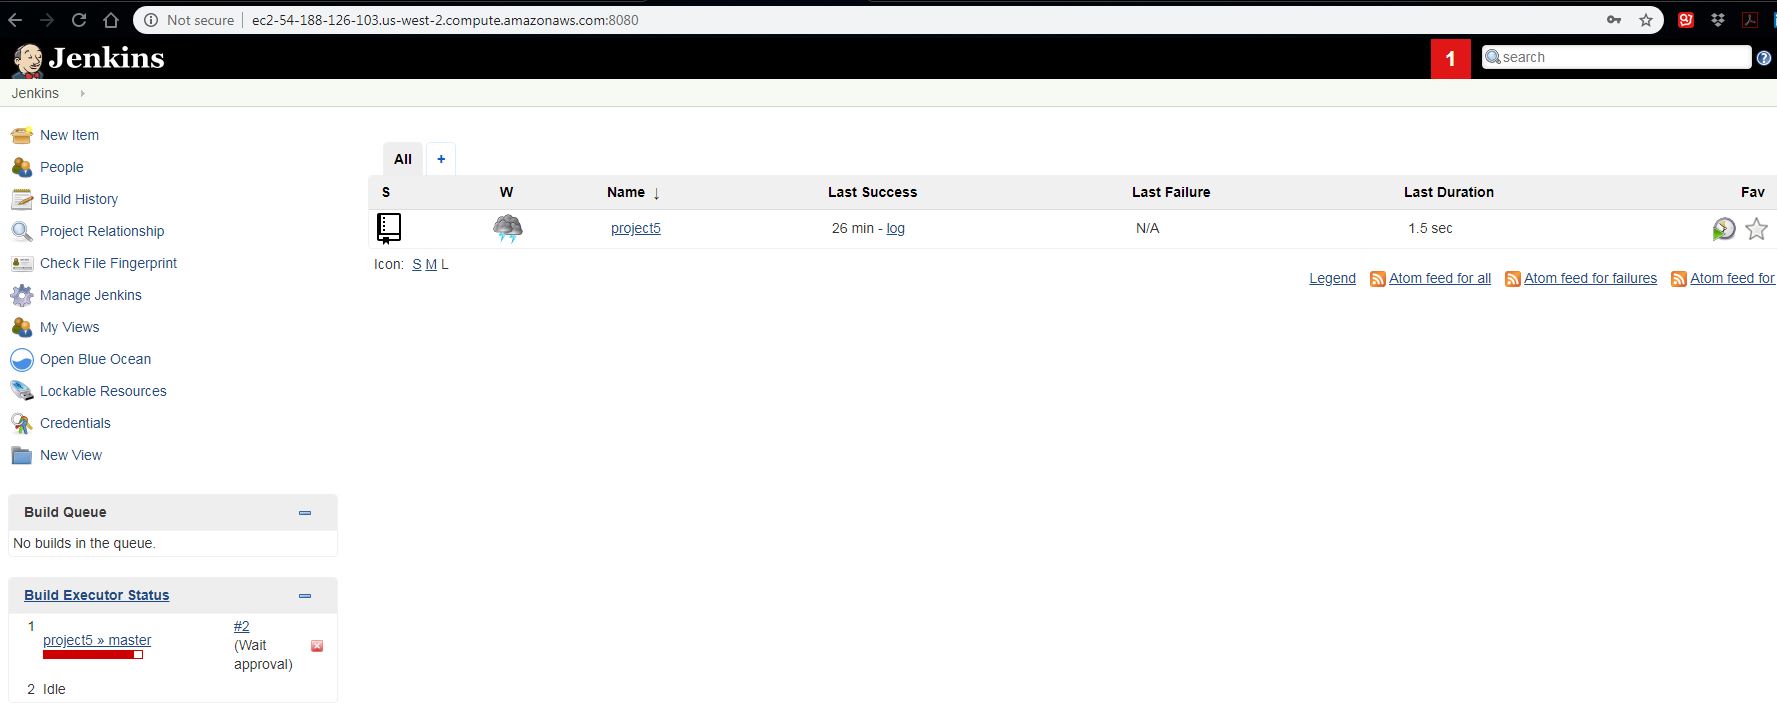 Not secure | ec2-54-188-126-103.us-west-2.compute.amazonaws.com:8080
Jenkins
1
search
Jenkins
New Item
People
Build History
Project Relationship
Check File Fingerprint
Manage Jenkins
My Views
Open Blue Ocean
Lockable Resources
Credentials
New View
Build Queue
No builds in the queue.
Build Executor Status
1 project5 » master #2 (Wait approval)
2 Idle
All +
S W Name ↓ Last Success Last Failure Last Duration Fav
project5 26 min - log N/A 1.5 sec
Icon: S M L
Legend Atom feed for all Atom feed for failures Atom feed for